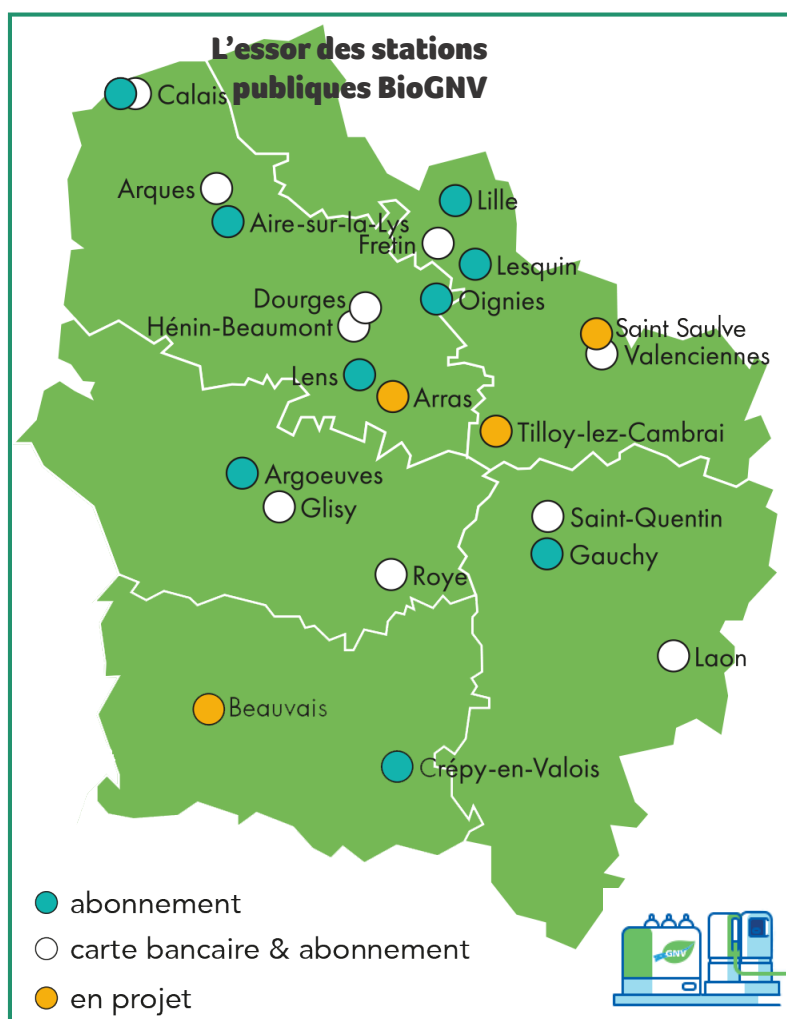 L'essor des stations
publiques BioGNV
Calais
Arques
Aire-sur-la-Lys
Lille
Fretin
Lesquin
Oignies
Dourges
Hénin-Beaumont
Saint Saulve
Valenciennes
Lens
Arras
Tilloy-lez-Cambrai
Argoeuves
Glisy
Saint-Quentin
Gauchy
Roye
Laon
Beauvais
Crépy-en-Valois
abonnement
carte bancaire & abonnement
en projet
GNV